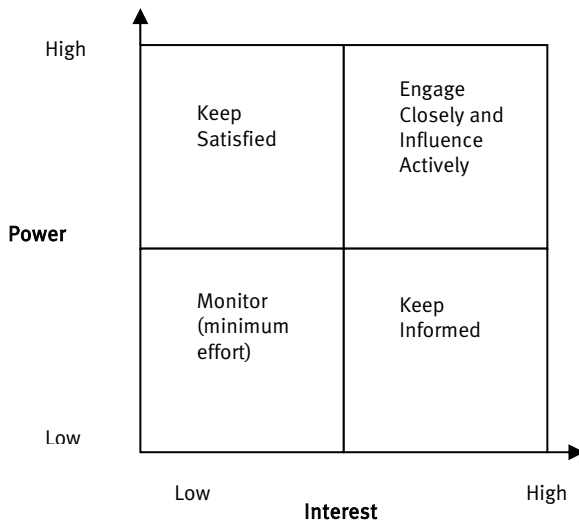 High
Keep
Satisfied
Engage
Closely and
Influence
Actively
Power
Monitor
(minimum
effort)
Keep
Informed
Low
Low
High
Interest